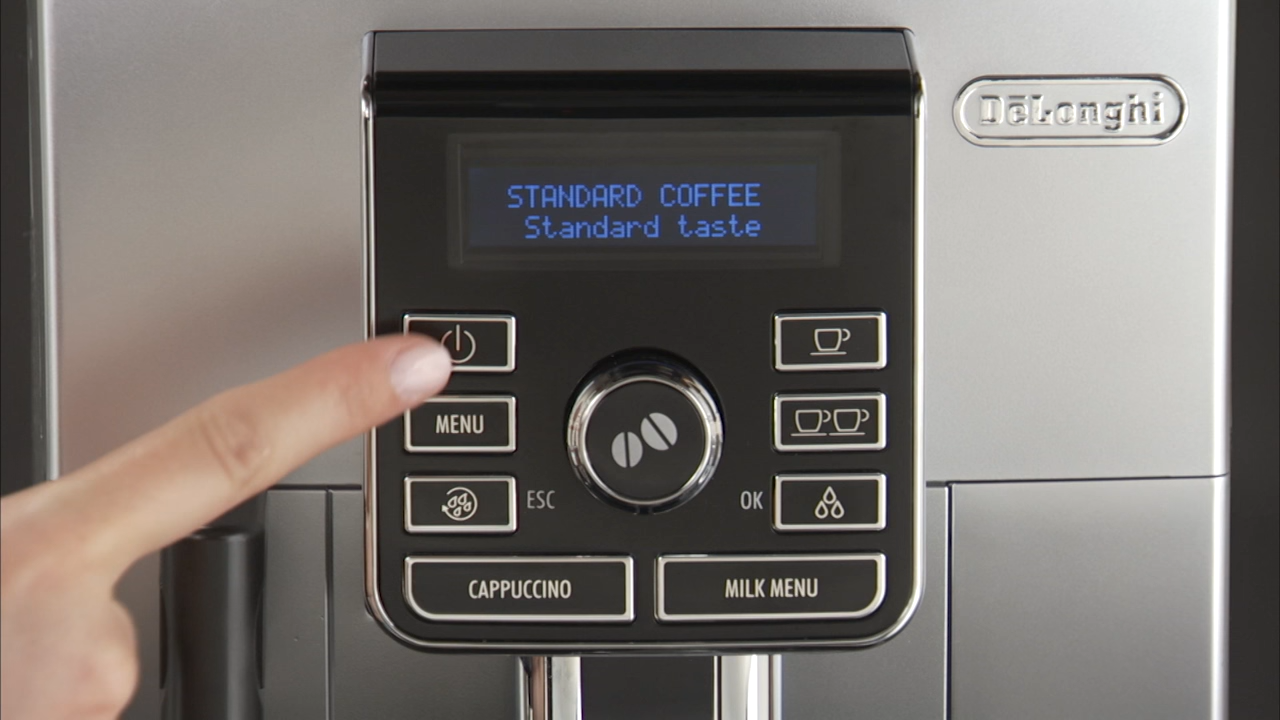 DēLonghi
STANDARD COFFEE
Standard taste
MENU
ESC
OK
CAPPUCCINO
MILK MENU